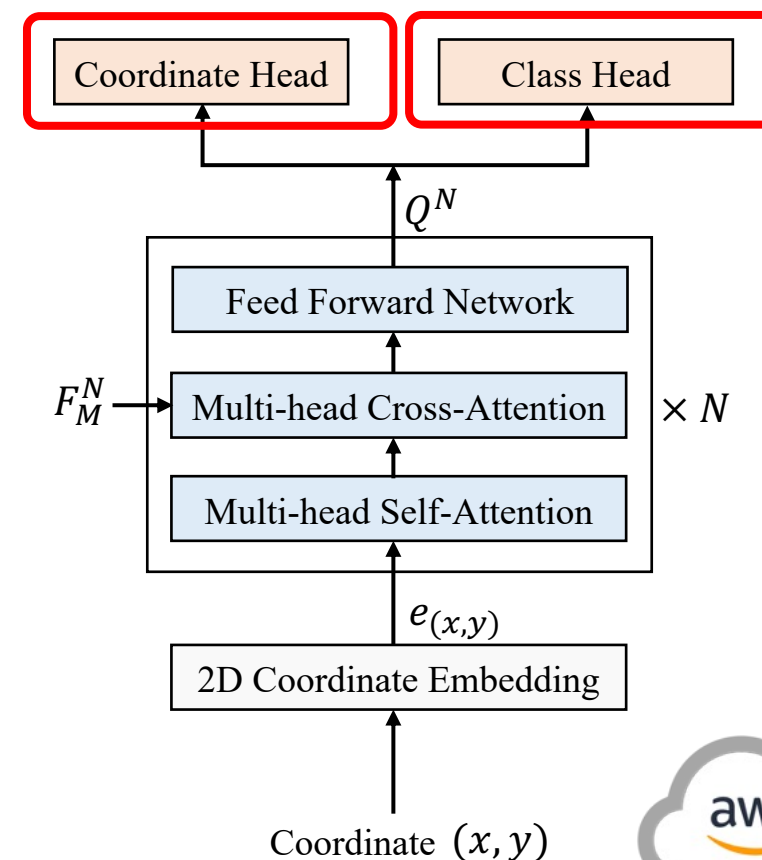 Coordinate Head
Class Head
Q^N
Feed Forward Network
F_M^N
Multi-head Cross-Attention
× N
Multi-head Self-Attention
e_(x,y)
2D Coordinate Embedding
Coordinate (x, y)